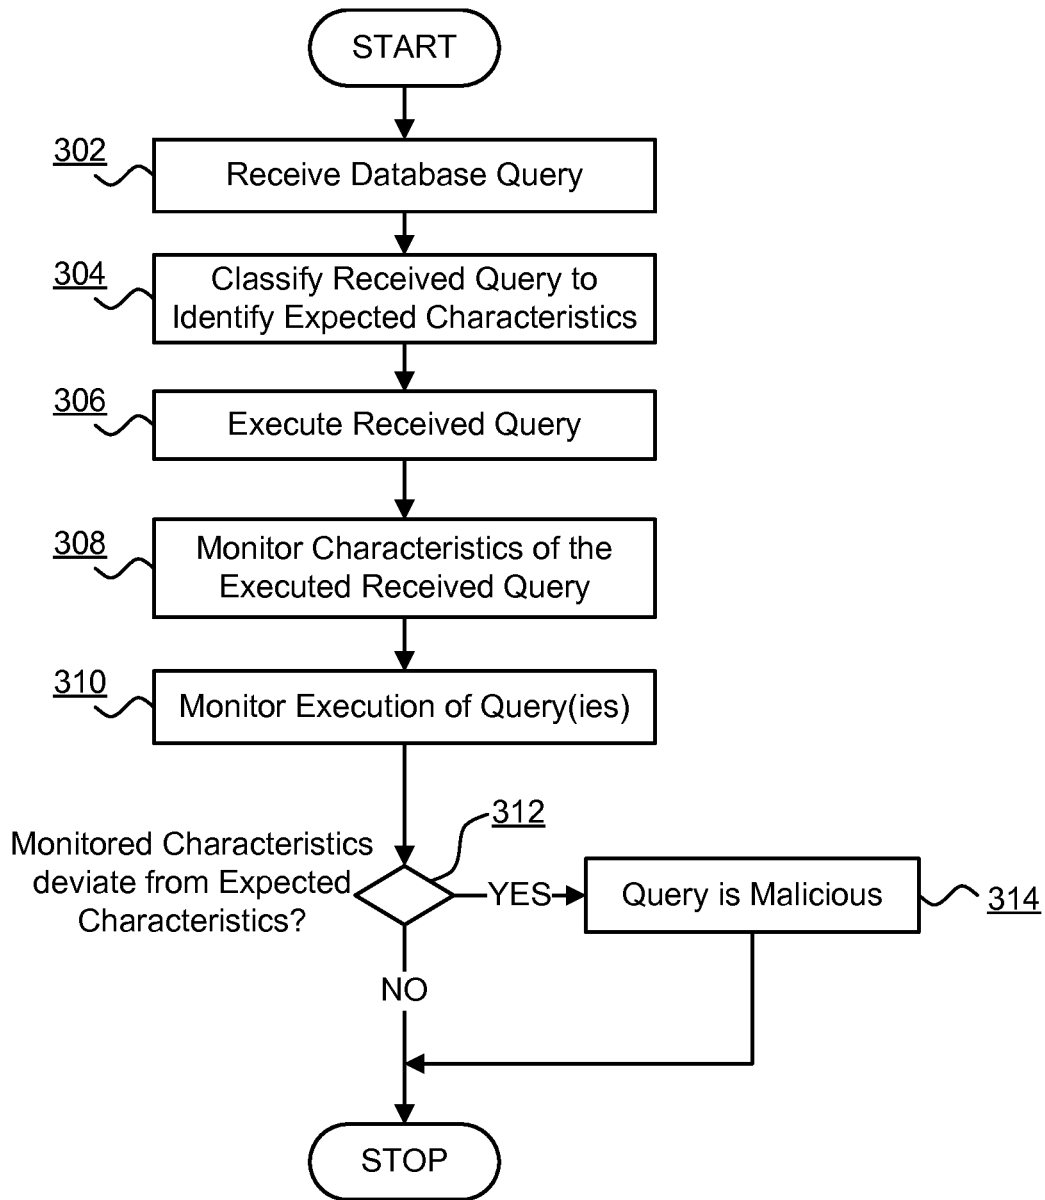 START
302
Receive Database Query
304
Classify Received Query to
Identify Expected Characteristics
306
Execute Received Query
308
Monitor Characteristics of the
Executed Received Query
310
Monitor Execution of Query(ies)
312
Monitored Characteristics
deviate from Expected
Characteristics?
YES
Query is Malicious
314
NO
STOP